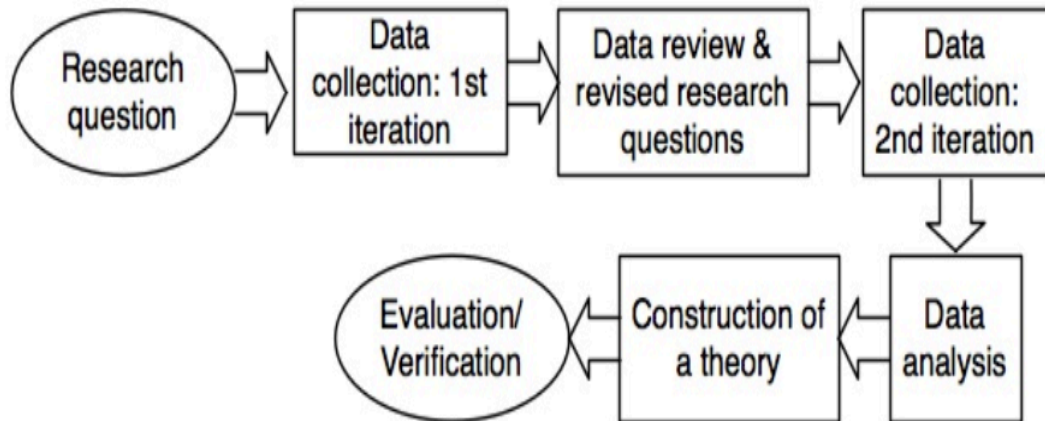 Research
question
Data
collection: 1st
iteration
Data review &
revised research
questions
Data
collection:
2nd iteration
Evaluation/
Verification
Construction of
a theory
Data
analysis